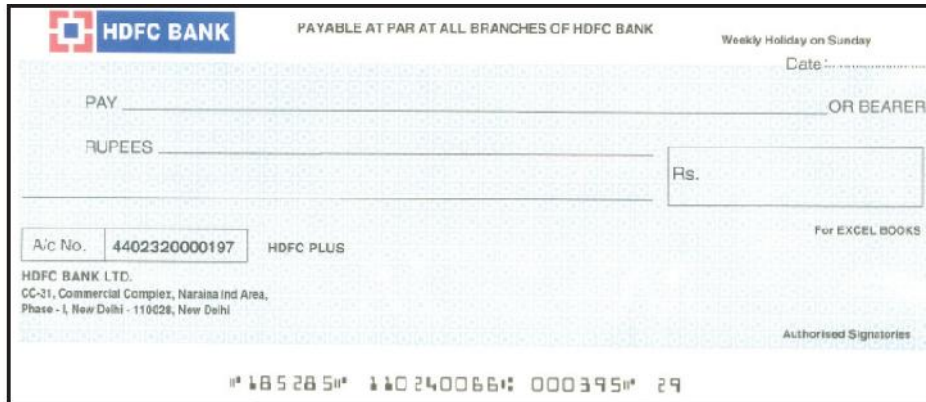 HDFC BANK PAYABLE AT PAR AT ALL BRANCHES OF HDFC BANK
Weekly Holiday on Sunday
Date:
PAY OR BEARER
RUPEES
Rs.
For EXCEL BOOKS
A/c No. 4402320000197 HDFC PLUS
HDFC BANK LTD.
CC-31, Commercial Complex, Naraina Ind Area,
Phase - I, New Delhi - 110028, New Delhi
Authorised Signatories
⑈185285⑈ 110240066⑆ 000395⑈ 29